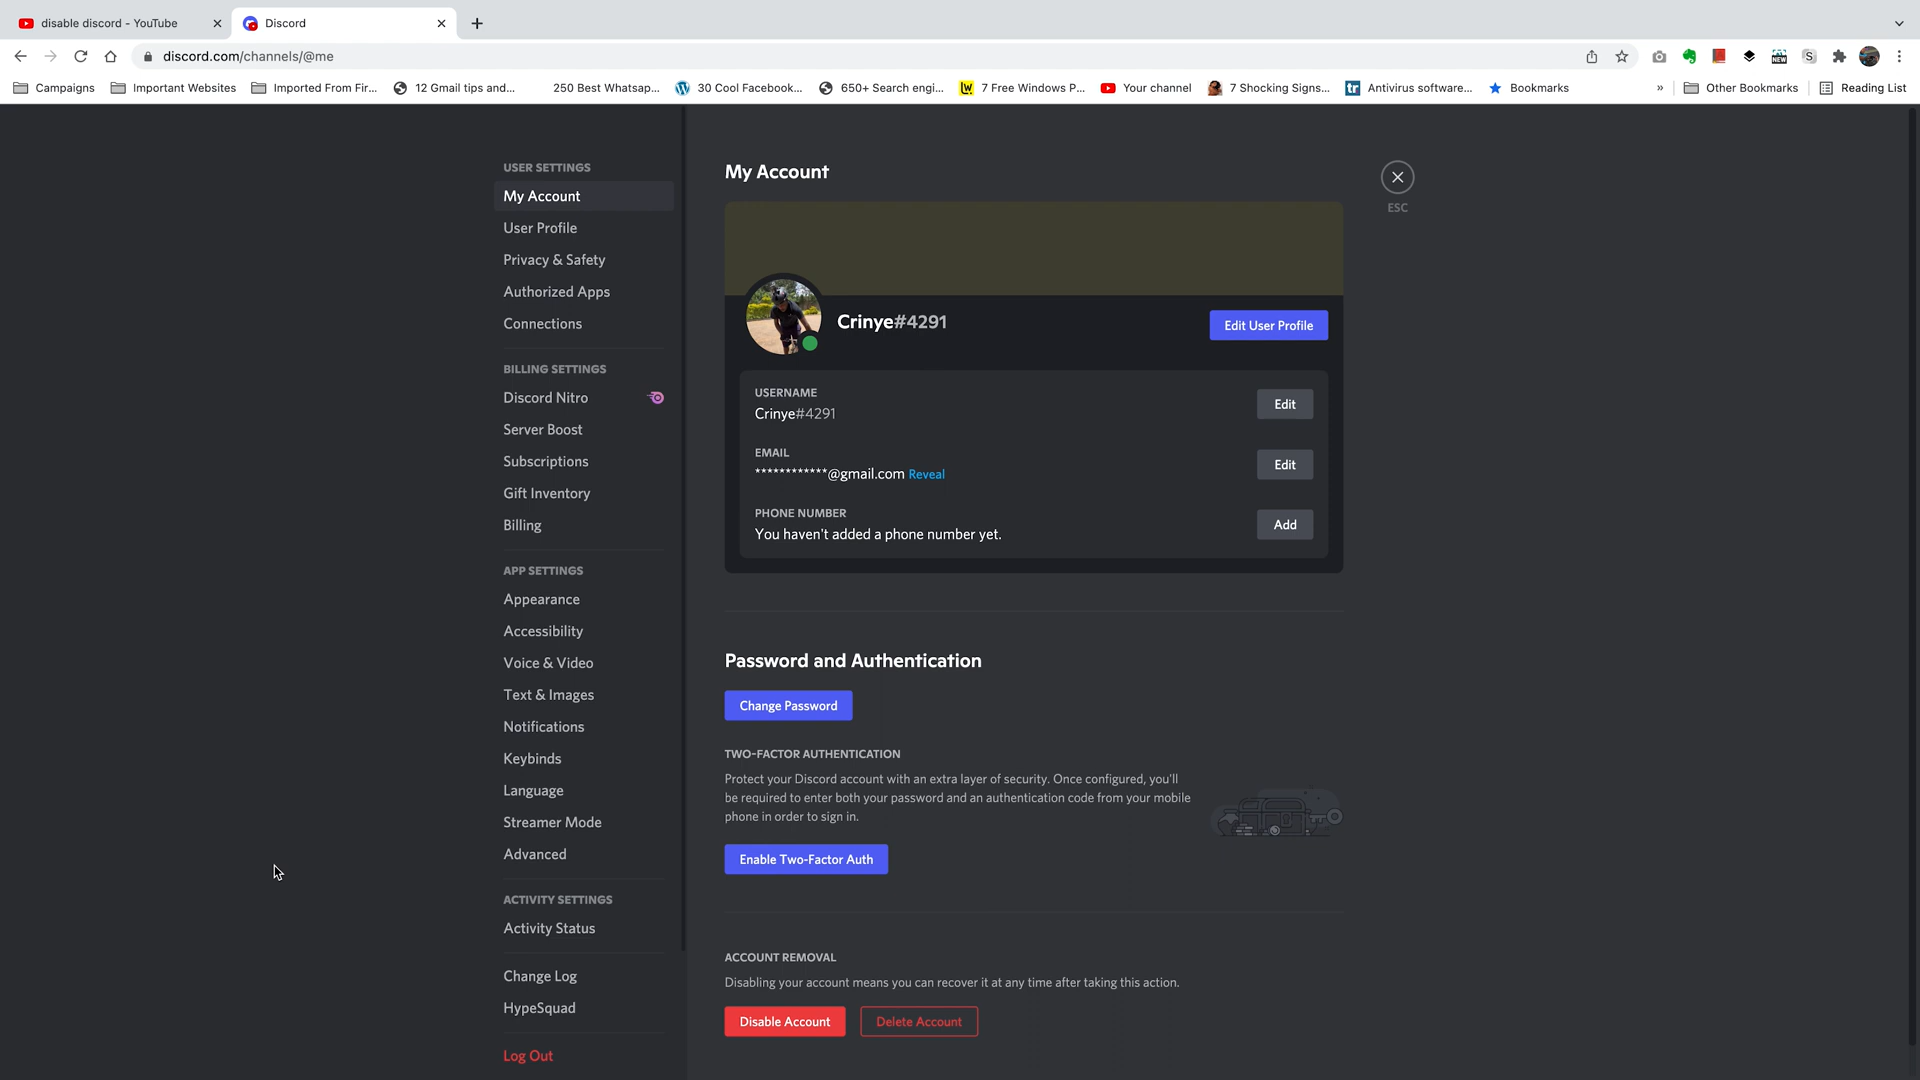 disable discord - YouTube
Discord
discord.com/channels/@me
Campaigns
Important Websites
Imported From Fir...
12 Gmail tips and...
250 Best Whatsap...
30 Cool Facebook...
650+ Search engi...
7 Free Windows P...
Your channel
7 Shocking Signs...
Antivirus software...
Bookmarks
»
Other Bookmarks
Reading List
USER SETTINGS
My Account
User Profile
Privacy & Safety
Authorized Apps
Connections
BILLING SETTINGS
Discord Nitro
Server Boost
Subscriptions
Gift Inventory
Billing
APP SETTINGS
Appearance
Accessibility
Voice & Video
Text & Images
Notifications
Keybinds
Language
Streamer Mode
Advanced
ACTIVITY SETTINGS
Activity Status
Change Log
HypeSquad
Log Out
My Account
ESC
Crinye#4291
Edit User Profile
USERNAME
Crinye#4291
Edit
EMAIL
************@gmail.com Reveal
Edit
PHONE NUMBER
You haven't added a phone number yet.
Add
Password and Authentication
Change Password
TWO-FACTOR AUTHENTICATION
Protect your Discord account with an extra layer of security. Once configured, you'll
be required to enter both your password and an authentication code from your mobile
phone in order to sign in.
Enable Two-Factor Auth
ACCOUNT REMOVAL
Disabling your account means you can recover it at any time after taking this action.
Disable Account
Delete Account